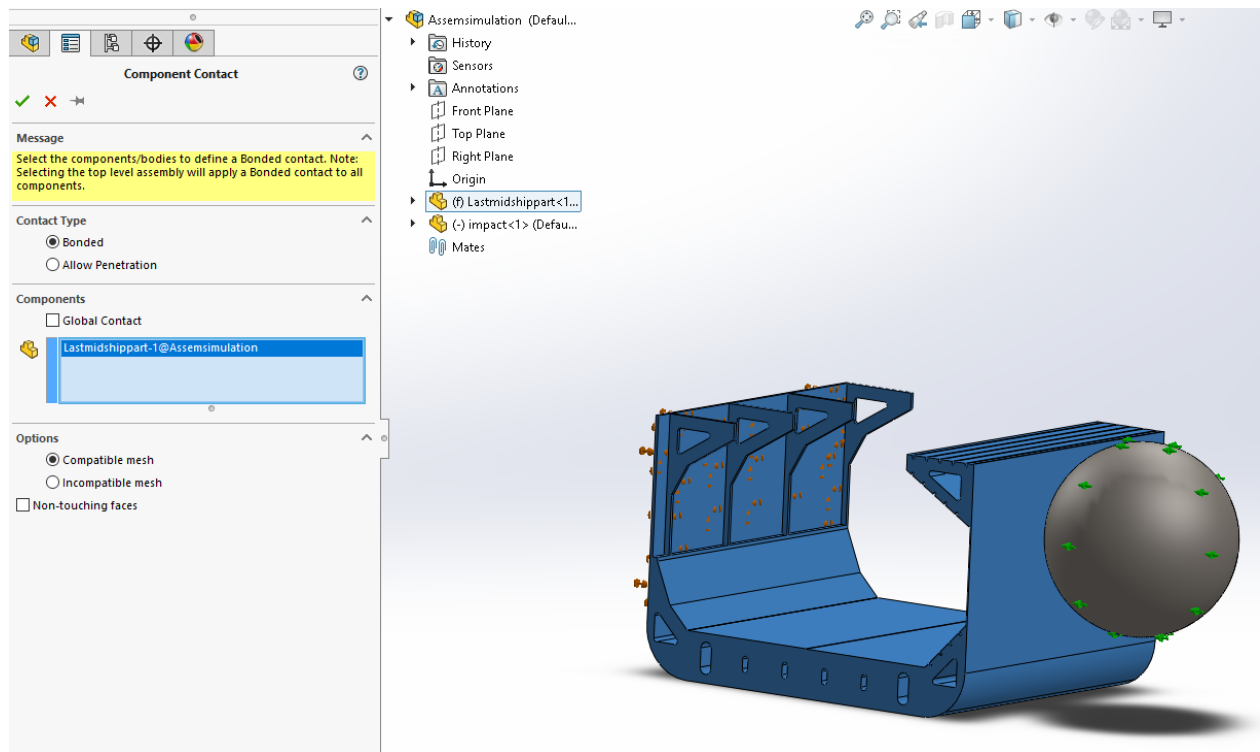 Component Contact
Message
Select the components/bodies to define a Bonded contact. Note:
Selecting the top level assembly will apply a Bonded contact to all
components.
Contact Type
Bonded
Allow Penetration
Components
Global Contact
Lastmidshippart-1@Assemsimulation
Options
Compatible mesh
Incompatible mesh
Non-touching faces
Assemsimulation (Defaul...
History
Sensors
A Annotations
Front Plane
Top Plane
Right Plane
Origin
(f) Lastmidshippart<1...
(-) impact<1> (Defau...
Mates